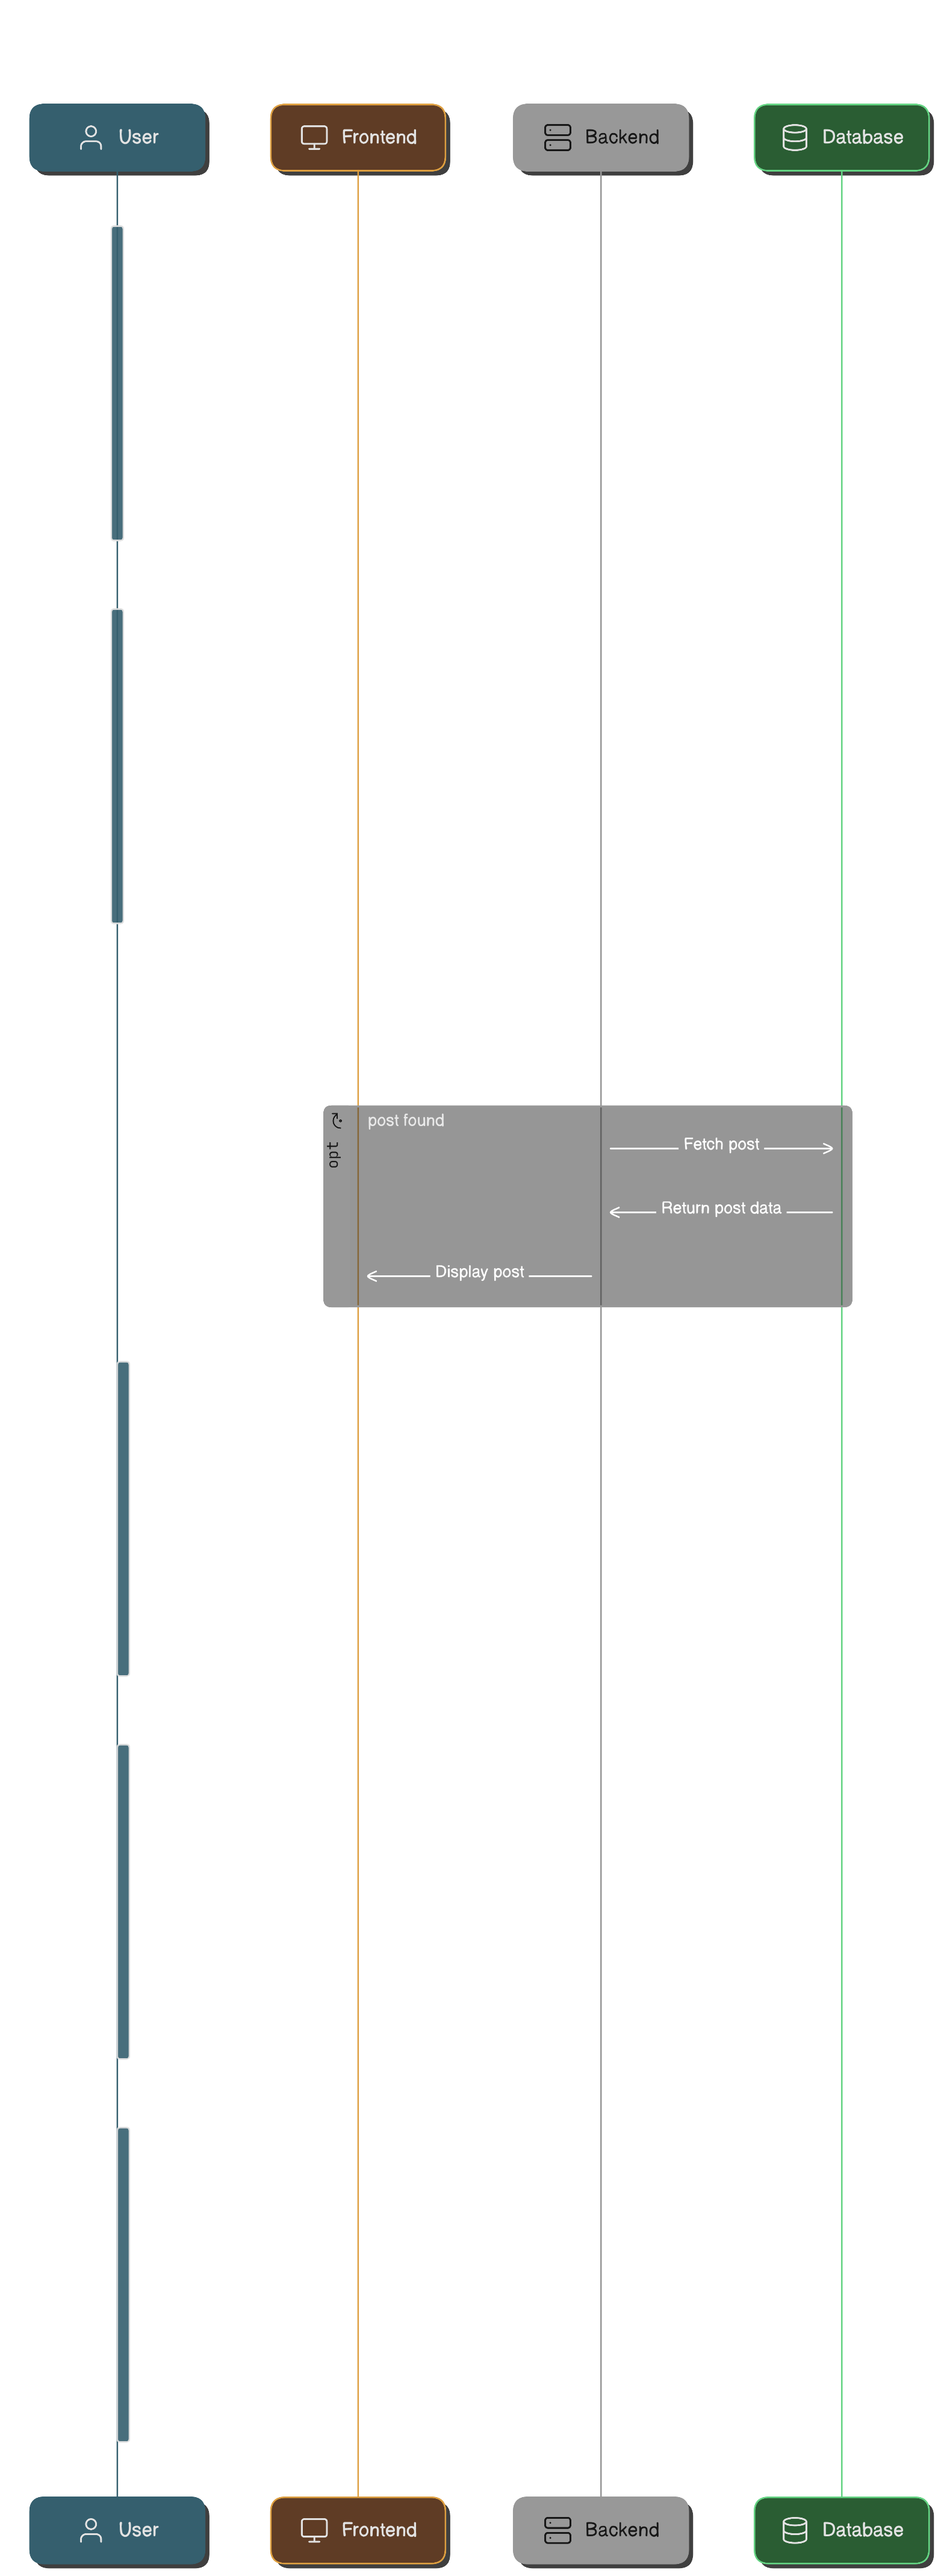 User
Frontend
Backend
Database
post found
opt
Fetch post
Return post data
Display post
User
Frontend
Backend
Database